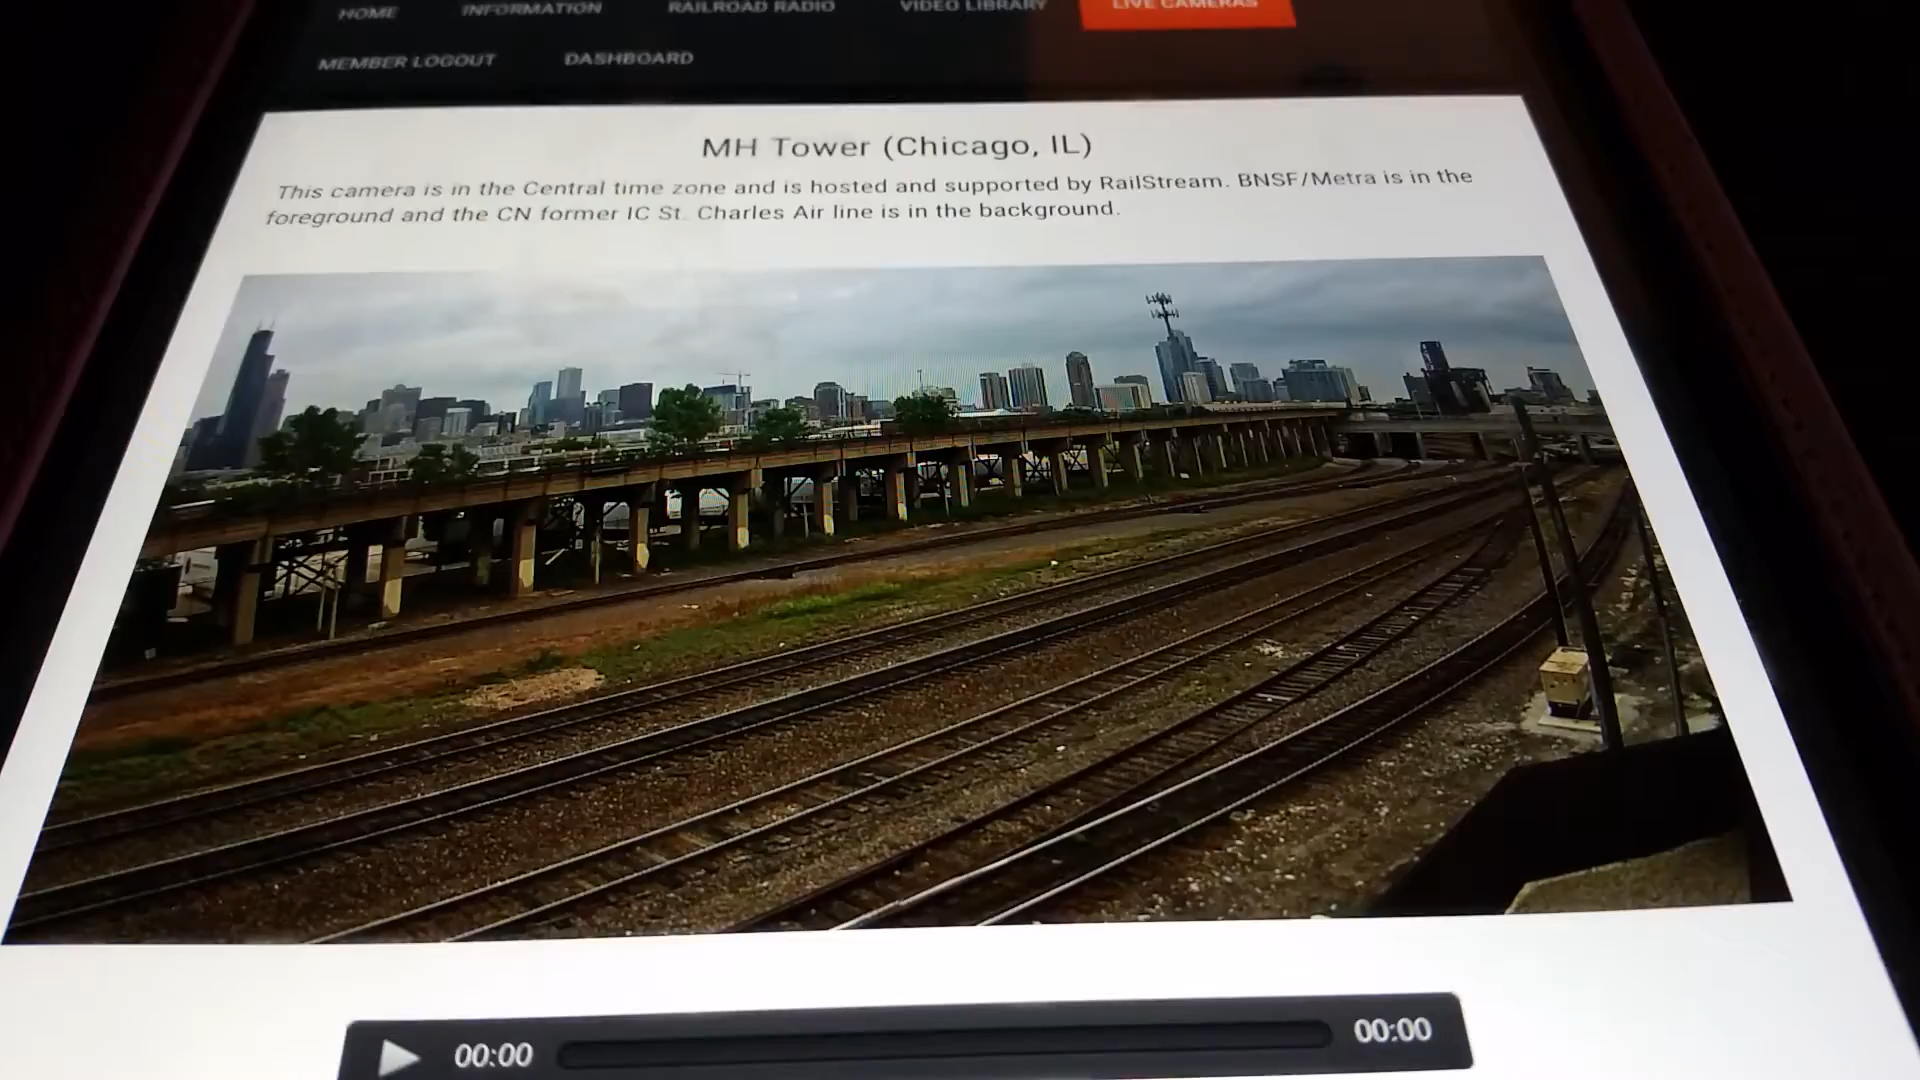 HOME INFORMATION RAILROAD RADIO VIDEO LIBRARY LIVE CAMERAS
MEMBER LOGOUT DASHBOARD
MH Tower (Chicago, IL)
This camera is in the Central time zone and is hosted and supported by RailStream. BNSF/Metra is in the
foreground and the CN former IC St. Charles Air line is in the background.
00:00 00:00